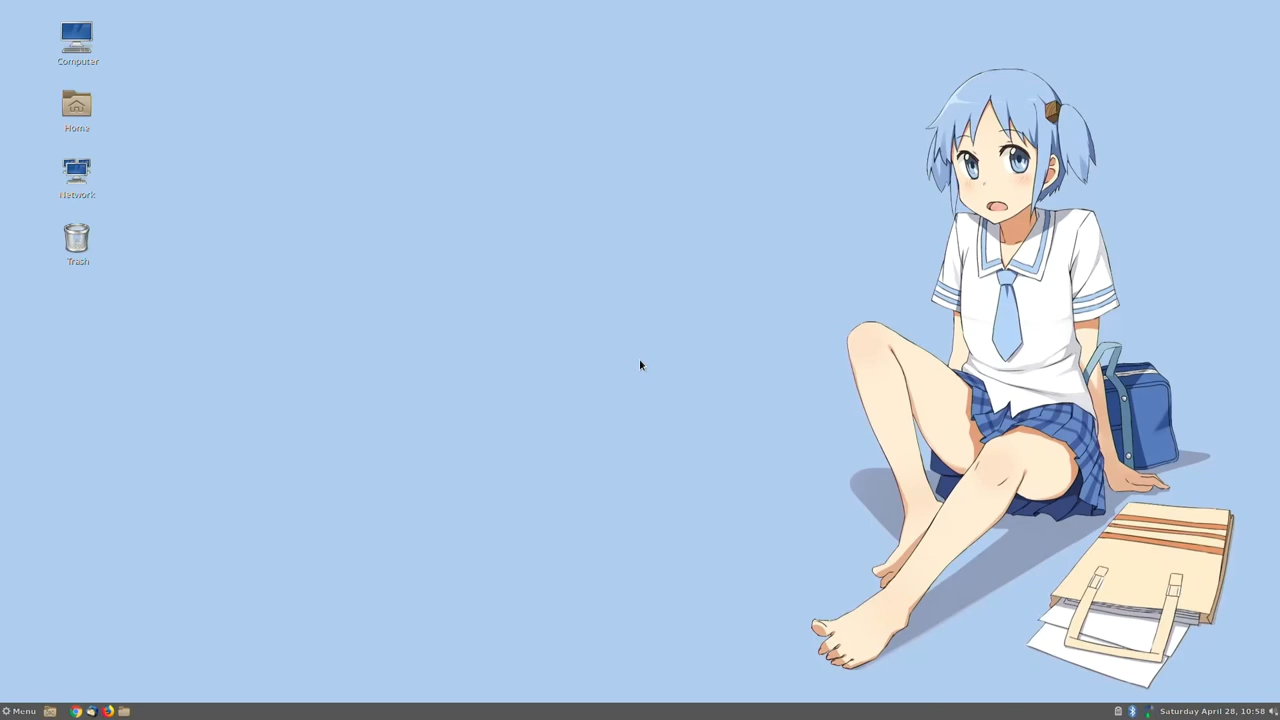 Computer
Home
Network
Trash
Menu
Saturday April 28, 10:58